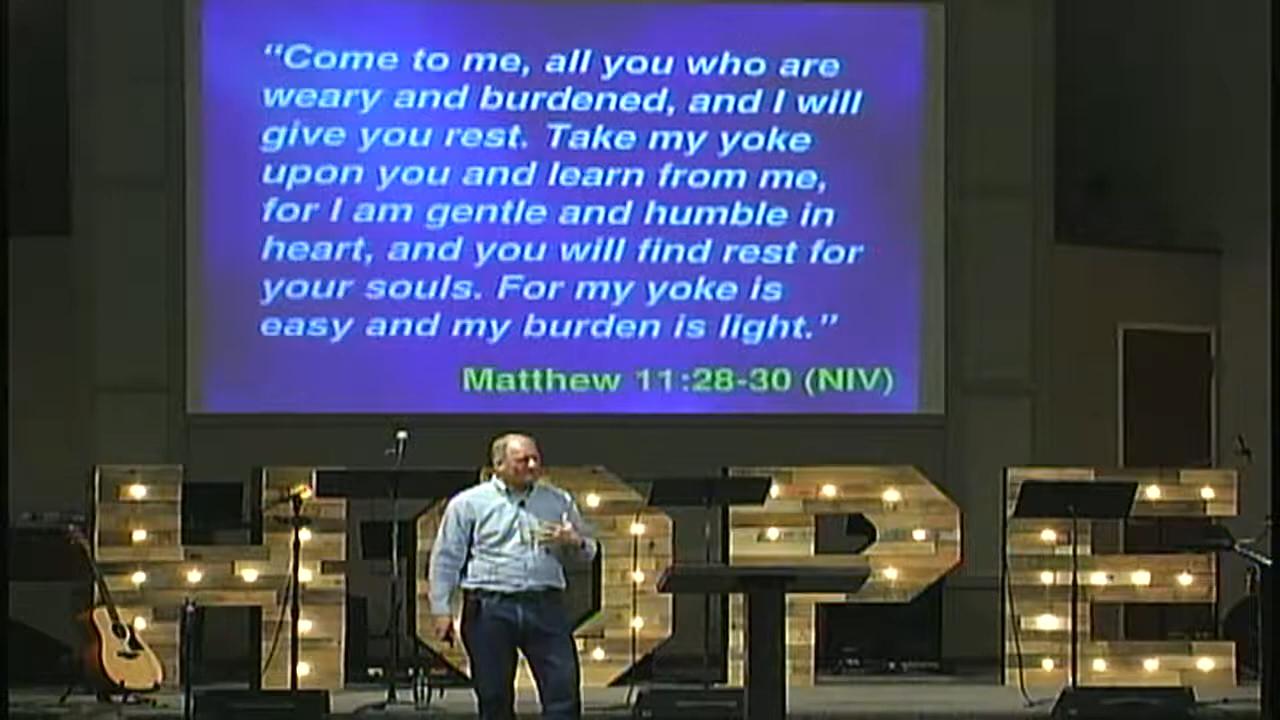 “Come to me, all you who are
weary and burdened, and I will
give you rest. Take my yoke
upon you and learn from me,
for I am gentle and humble in
heart, and you will find rest for
your souls. For my yoke is
easy and my burden is light.”
Matthew 11:28-30 (NIV)
HOPE